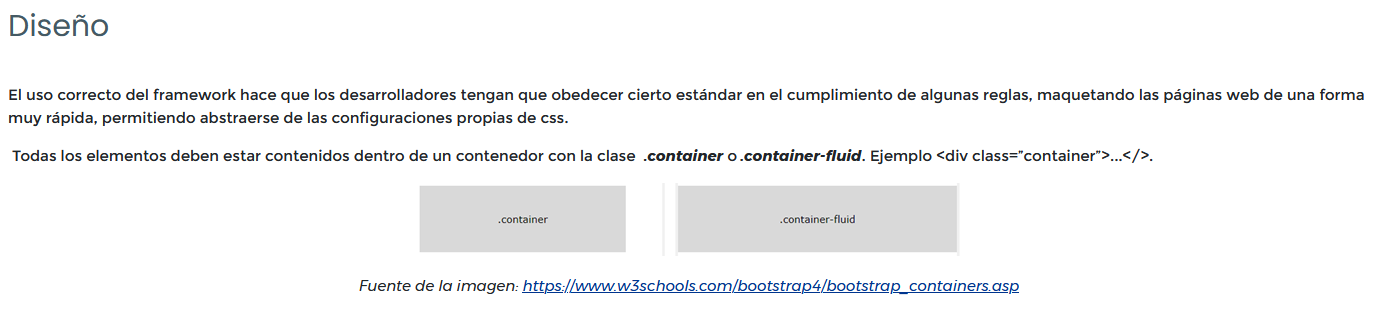 Diseño
El uso correcto del framework hace que los desarrolladores tengan que obedecer cierto estándar en el cumplimiento de algunas reglas, maquetando las páginas web de una forma
muy rápida, permitiendo abstraerse de las configuraciones propias de css.
Todas los elementos deben estar contenidos dentro de un contenedor con la clase .container o .container-fluid. Ejemplo <div class=”container”>...</>.
.container .container-fluid
Fuente de la imagen: https://www.w3schools.com/bootstrap4/bootstrap_containers.asp